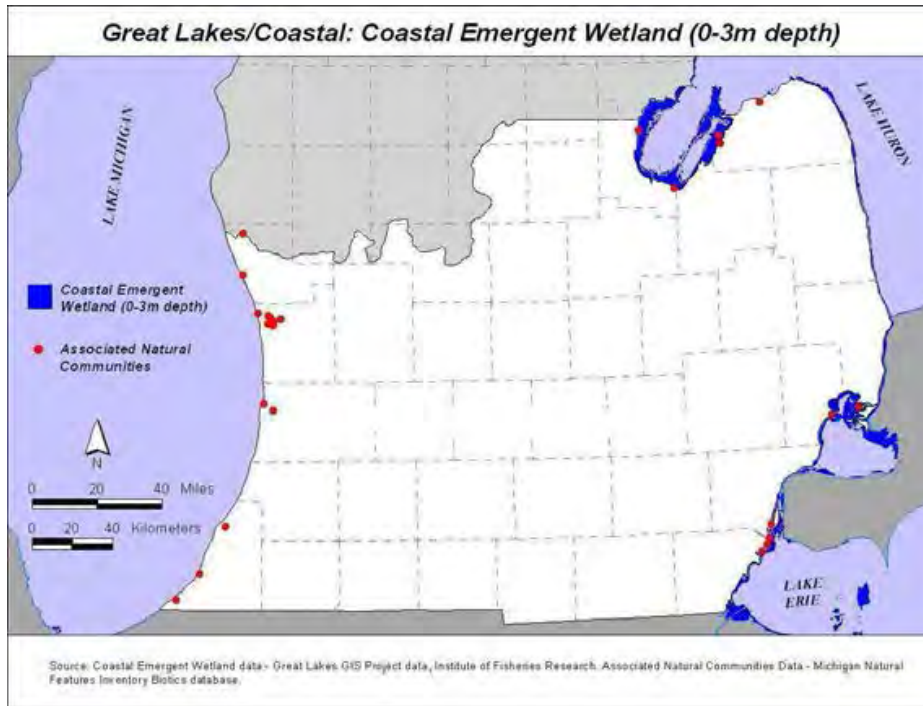 Great Lakes/Coastal: Coastal Emergent Wetland (0-3m depth)
LAKE MICHIGAN
LAKE HURON
Coastal Emergent
Wetland (0-3m depth)
Associated Natural
Communities
N
0 20 40 Miles
0 20 40 Kilometers
LAKE
ERIE
Source: Coastal Emergent Wetland data - Great Lakes GIS Project data, Institute of Fisheries Research. Associated Natural Communities Data - Michigan Natural
Features Inventory Biotics database.